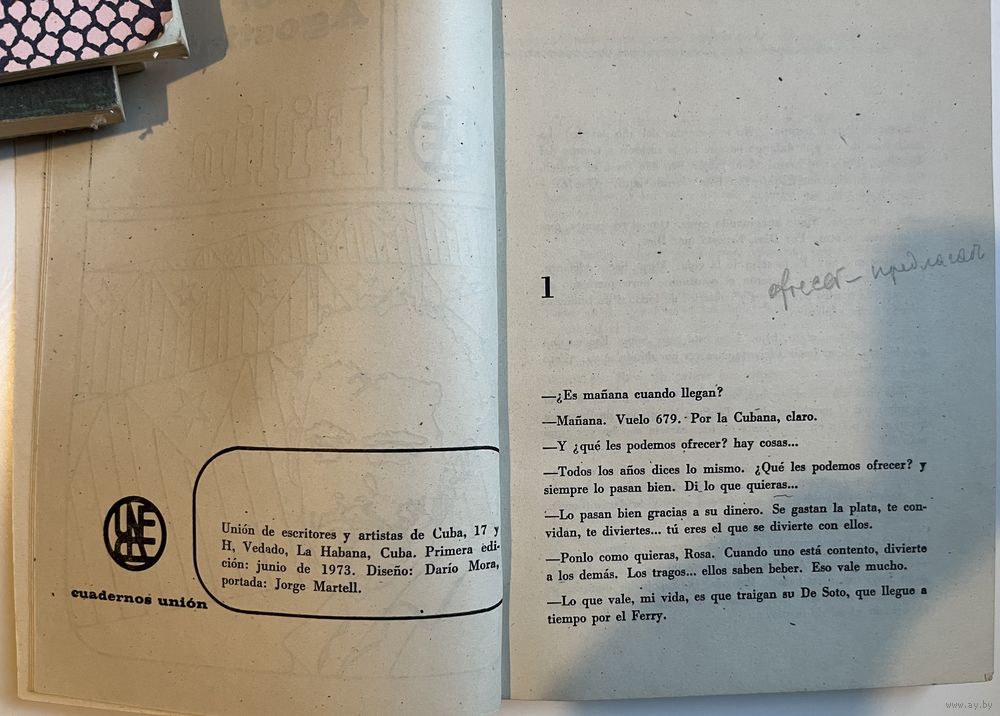 UNEAC
cuadernos unión
Unión de escritores y artistas de Cuba, 17 y
H, Vedado, La Habana, Cuba. Primera edi-
ción: junio de 1973. Diseño: Darío Mora,
portada: Jorge Martell.
1
ofrecer – предлагать
—¿Es mañana cuando llegan?
—Mañana. Vuelo 679. Por la Cubana, claro.
—Y ¿qué les podemos ofrecer? hay cosas...
—Todos los años dices lo mismo. ¿Qué les podemos ofrecer? y
siempre lo pasan bien. Di lo que quieras...
—Lo pasan bien gracias a su dinero. Se gastan la plata, te con-
vidan, te diviertes... tú eres el que se divierte con ellos.
—Ponlo como quieras, Rosa. Cuando uno está contento, divierte
a los demás. Los tragos... ellos saben beber. Eso vale mucho.
—Lo que vale, mi vida, es que traigan su De Soto, que llegue a
tiempo por el Ferry.
www.ay.by